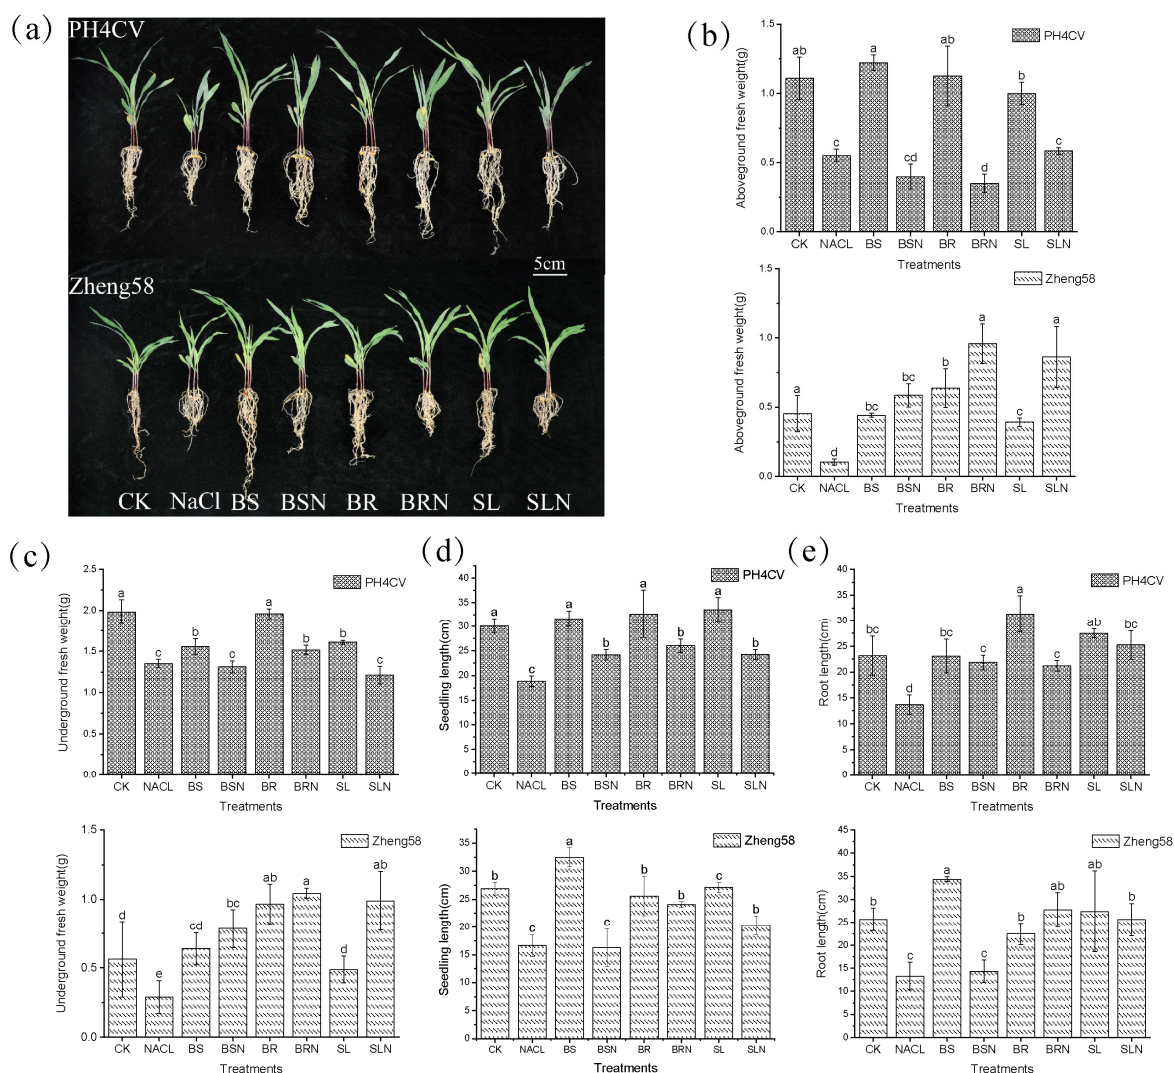 (a)
PH4CV
5cm
Zheng58
CK NaCl BS BSN BR BRN SL SLN
(b)
PH4CV
Aboveground fresh weight(g)
1.5
1.0
0.5
0.0
ab c a cd ab d b c
CK NACL BS BSN BR BRN SL SLN
Treatments
Zheng58
Aboveground fresh weight(g)
1.5
1.0
0.5
0.0
a d bc bc b a c a
CK NACL BS BSN BR BRN SL SLN
Treatments
(c)
PH4CV
Underground fresh weight(g)
2.5
2.0
1.5
1.0
0.5
0.0
a c b c a b b c
CK NACL BS BSN BR BRN SL SLN
Treatments
Zheng58
Underground fresh weight(g)
1.5
1.0
0.5
0.0
d e cd bc ab a d ab
CK NACL BS BSN BR BRN SL SLN
Treatments
(d)
PH4CV
Seedling length(cm)
40
35
30
25
20
15
10
5
0
a c a b a b a b
CK NACL BS BSN BR BRN SL SLN
Treatments
Zheng58
Seedling length(cm)
35
30
25
20
15
10
5
0
b c a c b b c b
CK NACL BS BSN BR BRN SL SLN
Treatments
(e)
PH4CV
Root length(cm)
40
35
30
25
20
15
10
5
0
bc d bc c a c ab bc
CK NACL BS BSN BR BRN SL SLN
Treatments
Zheng58
Root length(cm)
45
40
35
30
25
20
15
10
5
0
b c a c b ab ab b
CK NACL BS BSN BR BRN SL SLN
Treatments